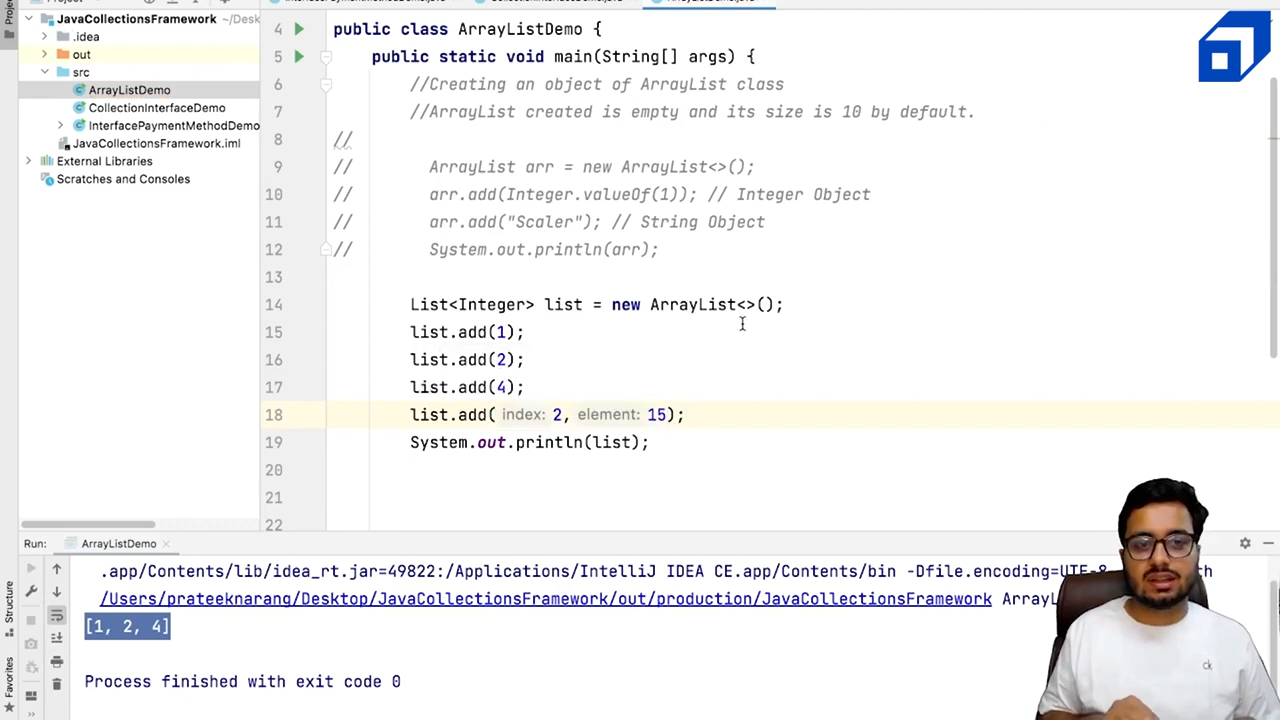 JavaCollectionsFramework ~/Desk
.idea
out
src
ArrayListDemo
CollectionInterfaceDemo
InterfacePaymentMethodDemo
JavaCollectionsFramework.iml
External Libraries
Scratches and Consoles
4 public class ArrayListDemo {
5 public static void main(String[] args) {
6 //Creating an object of ArrayList class
7 //ArrayList created is empty and its size is 10 by default.
8 //
9 // ArrayList arr = new ArrayList<>();
10 // arr.add(Integer.valueOf(1)); // Integer Object
11 // arr.add("Scaler"); // String Object
12 // System.out.println(arr);
13
14 List<Integer> list = new ArrayList<>();
15 list.add(1);
16 list.add(2);
17 list.add(4);
18 list.add( index: 2, element: 15);
19 System.out.println(list);
20
21
22
Run: ArrayListDemo
.app/Contents/lib/idea_rt.jar=49822:/Applications/IntelliJ IDEA CE.app/Contents/bin -Dfile.encoding=UTF-8
/Users/prateeknarang/Desktop/JavaCollectionsFramework/out/production/JavaCollectionsFramework ArrayL
[1, 2, 4]
Process finished with exit code 0
Structure
Favorites
ck